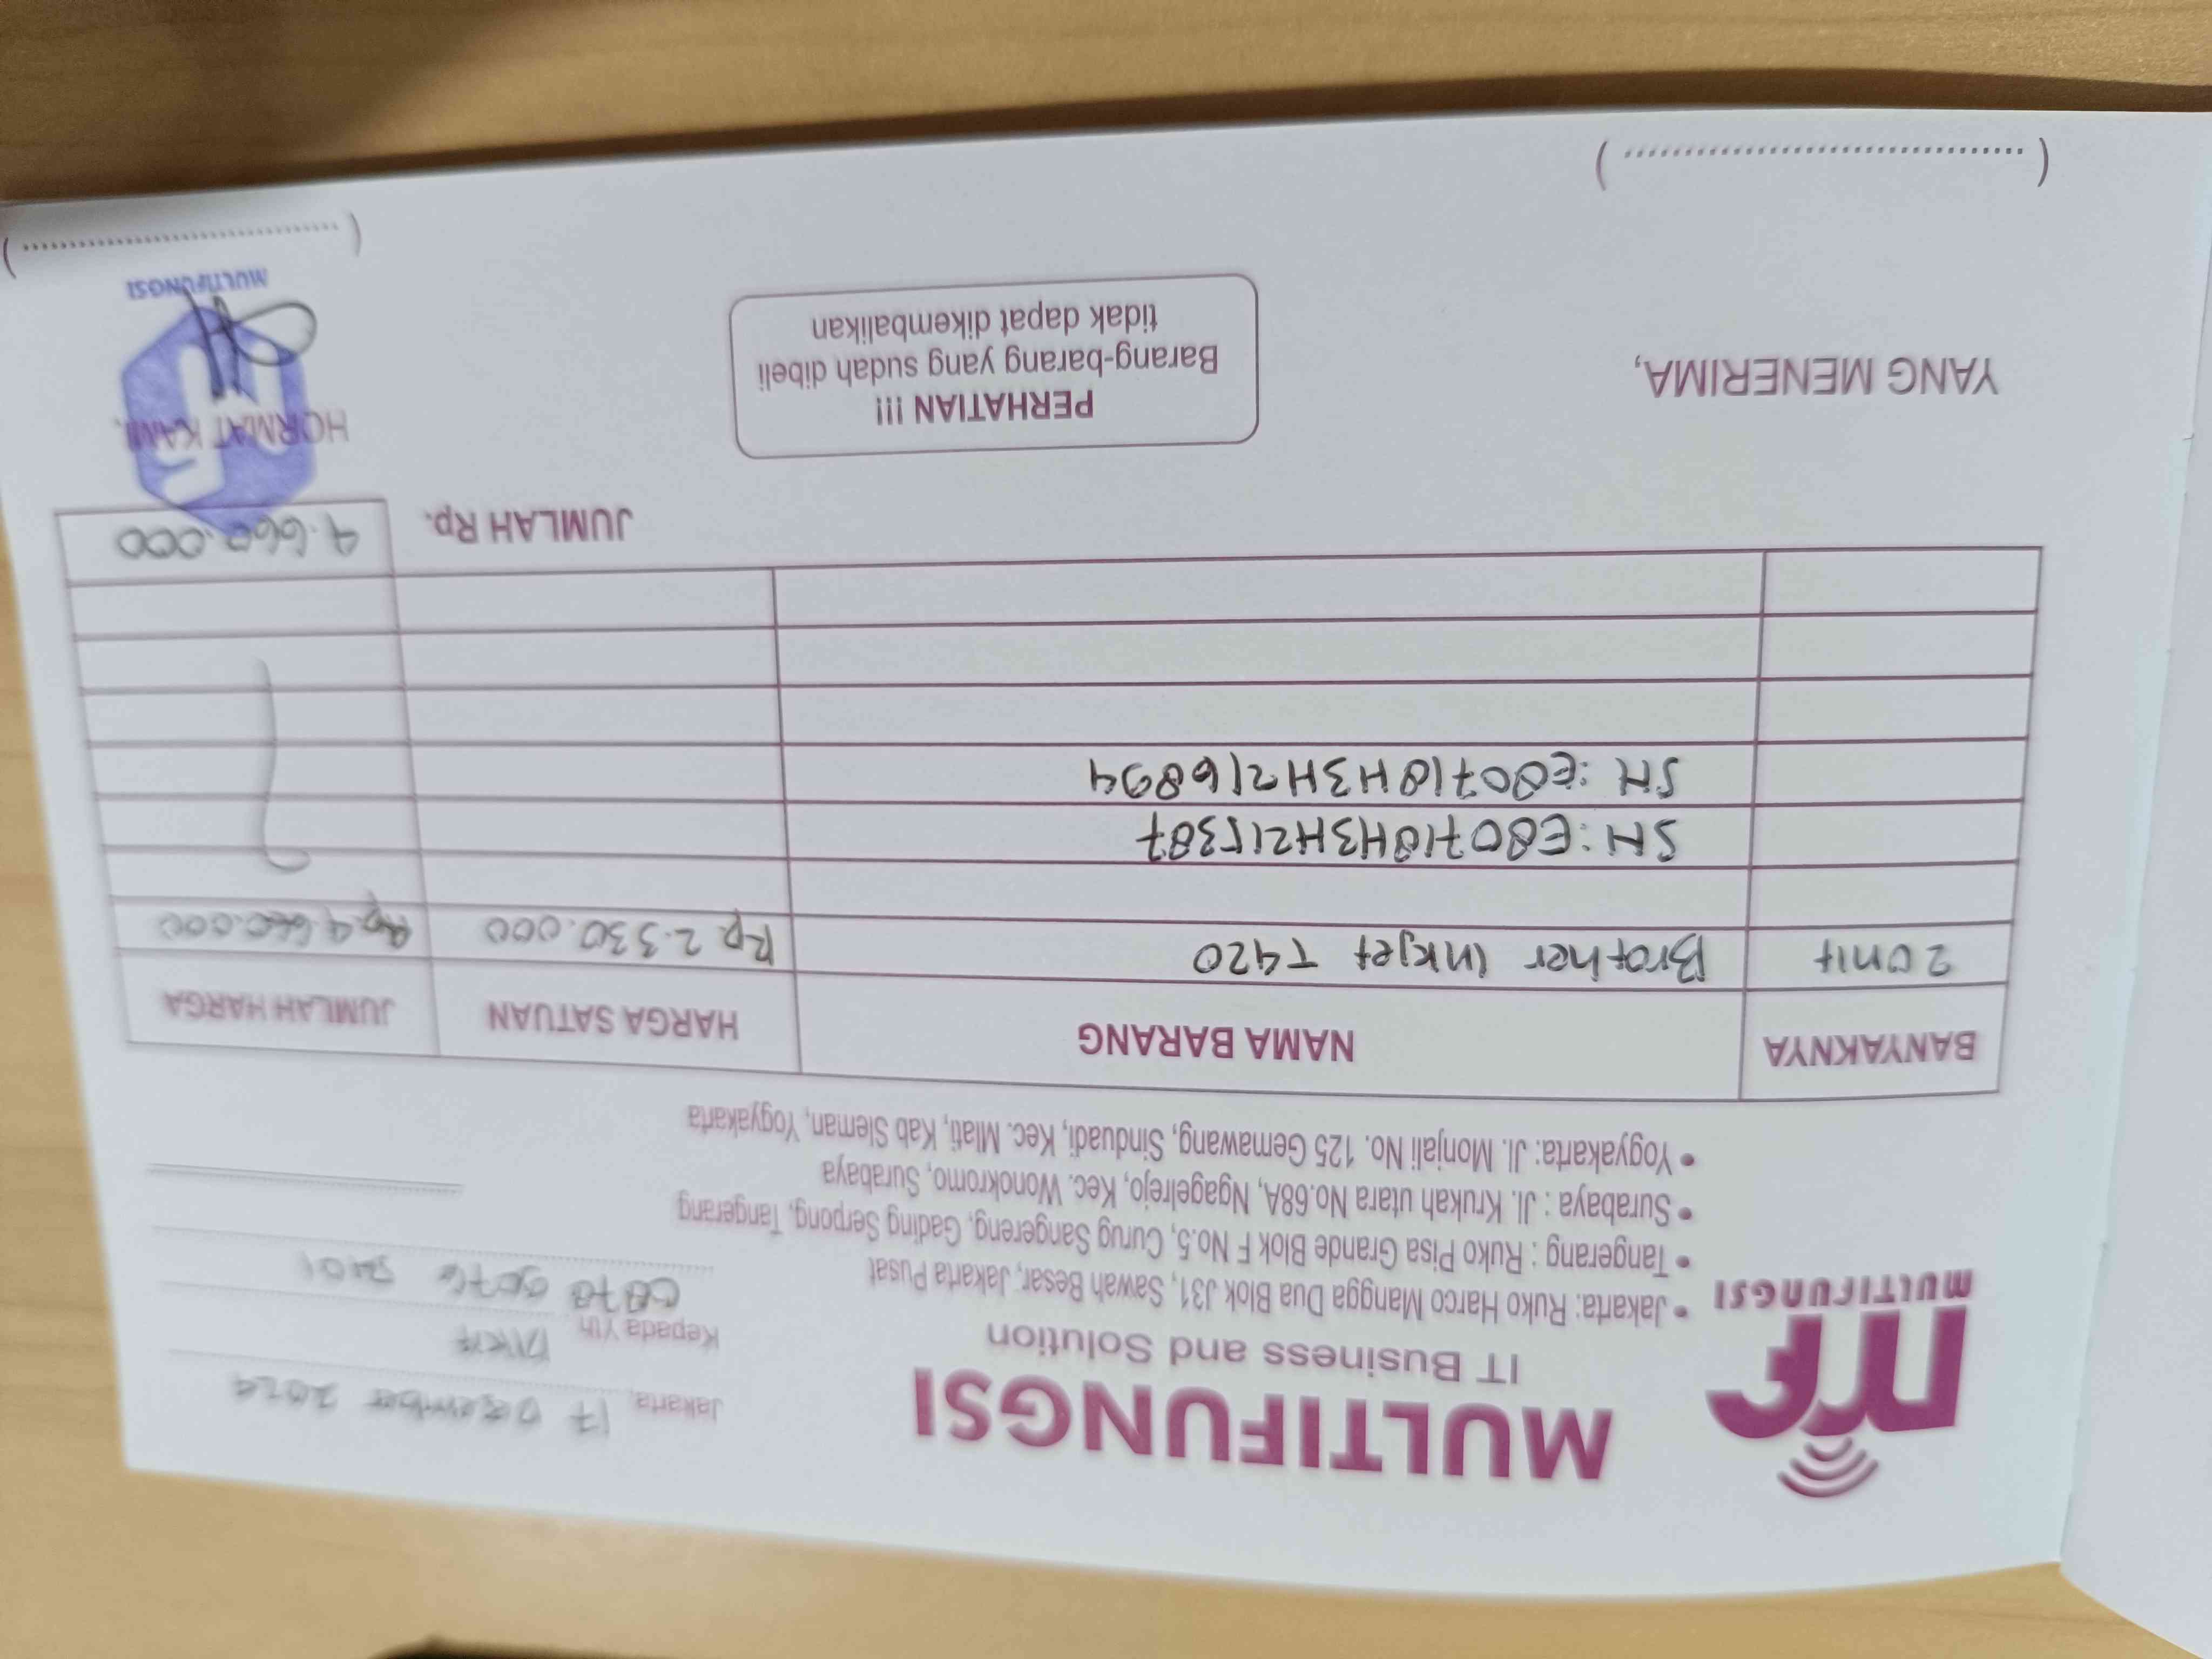 MULTIFUNGSI
MULTIFUNGSI
IT Business and Solution
• Jakarta: Ruko Harco Mangga Dua Blok J31, Sawah Besar, Jakarta Pusat
• Tangerang : Ruko Pisa Grande Blok F No.5, Curug Sangereng, Gading Serpong, Tangerang
• Surabaya : Jl. Krukah utara No.68A, Ngagelrejo, Kec. Wonokromo, Surabaya
• Yogyakarta: Jl. Monjali No. 125 Gemawang, Sinduadi, Kec. Mlati, Kab Sleman, Yogyakarta
Jakarta, 17 Desember 2024
Kepada Yth
BANYAKNYA NAMA BARANG HARGA SATUAN JUMLAH HARGA
2 Unit Brother Inkjet T420 Rp. 2.330.000 Rp. 4.660.000
SN : E80718H3H215387
SN : E80718H3H216894
JUMLAH Rp. 4.660.000
YANG MENERIMA,
PERHATIAN !!!
Barang-barang yang sudah dibeli
tidak dapat dikembalikan
HORMAT KAMI,
MULTIFUNGSI